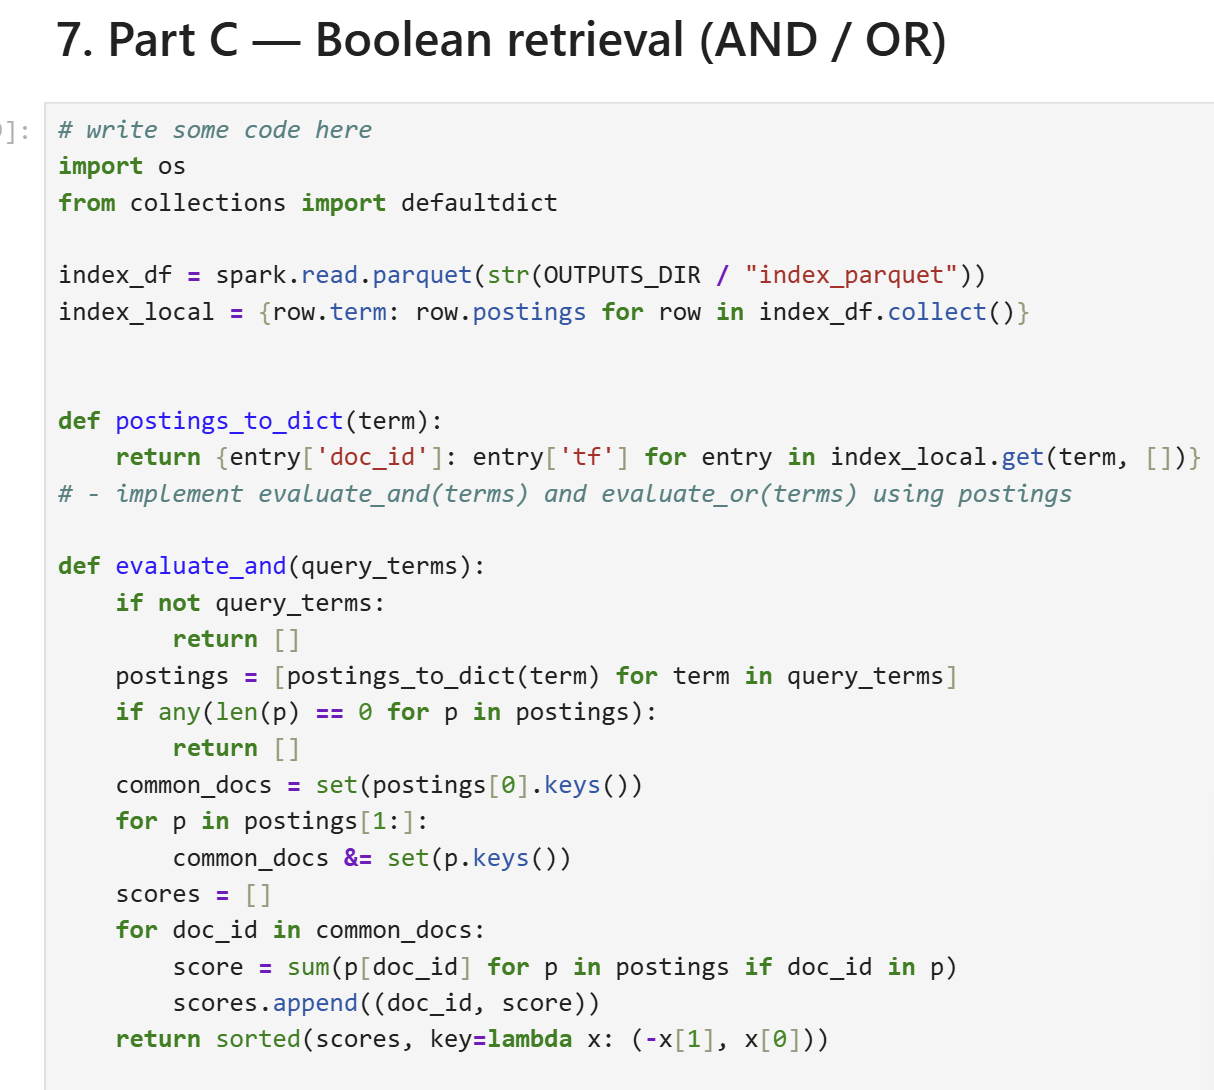 7. Part C — Boolean retrieval (AND / OR)
]:
# write some code here
import os
from collections import defaultdict
index_df = spark.read.parquet(str(OUTPUTS_DIR / "index_parquet"))
index_local = {row.term: row.postings for row in index_df.collect()}
def postings_to_dict(term):
    return {entry['doc_id']: entry['tf'] for entry in index_local.get(term, [])}
# - implement evaluate_and(terms) and evaluate_or(terms) using postings
def evaluate_and(query_terms):
    if not query_terms:
        return []
    postings = [postings_to_dict(term) for term in query_terms]
    if any(len(p) == 0 for p in postings):
        return []
    common_docs = set(postings[0].keys())
    for p in postings[1:]:
        common_docs &= set(p.keys())
    scores = []
    for doc_id in common_docs:
        score = sum(p[doc_id] for p in postings if doc_id in p)
        scores.append((doc_id, score))
    return sorted(scores, key=lambda x: (-x[1], x[0]))